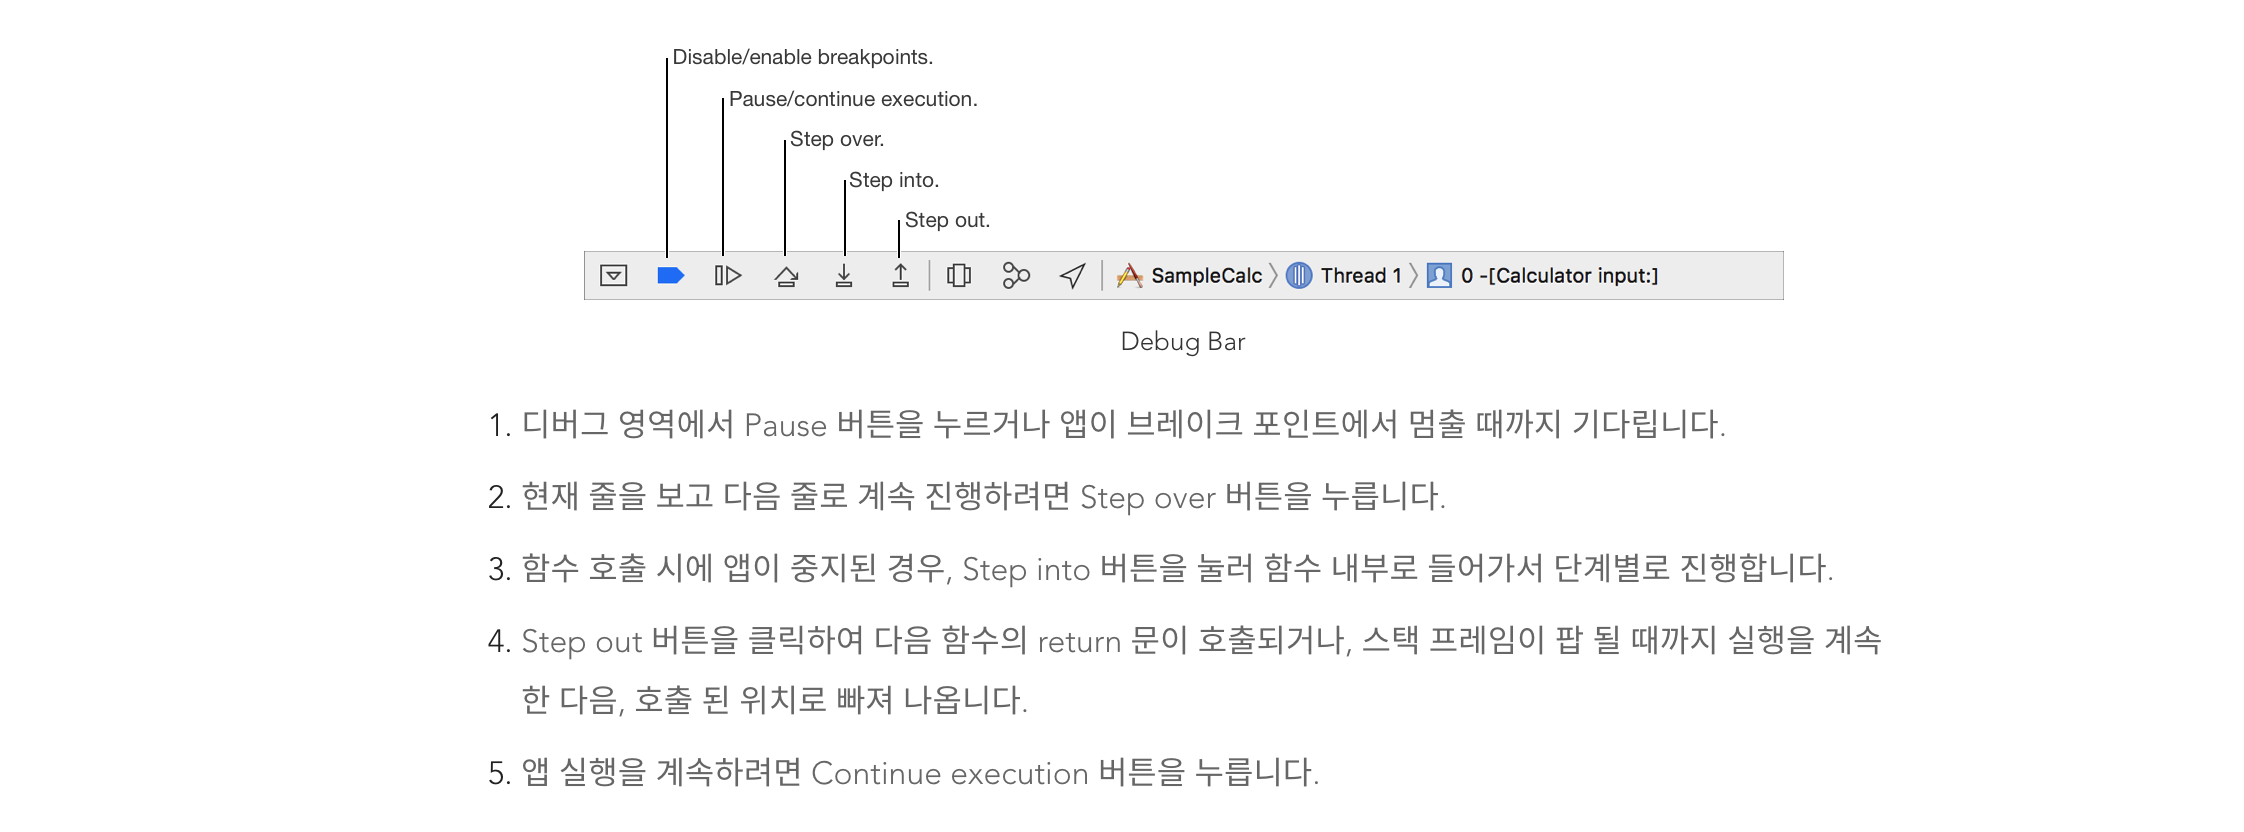 Disable/enable breakpoints.
Pause/continue execution.
Step over.
Step into.
Step out.
SampleCalc Thread 1 0 -[Calculator input:]
Debug Bar
1. 디버그 영역에서 Pause 버튼을 누르거나 앱이 브레이크 포인트에서 멈출 때까지 기다립니다.
2. 현재 줄을 보고 다음 줄로 계속 진행하려면 Step over 버튼을 누릅니다.
3. 함수 호출 시에 앱이 중지된 경우, Step into 버튼을 눌러 함수 내부로 들어가서 단계별로 진행합니다.
4. Step out 버튼을 클릭하여 다음 함수의 return 문이 호출되거나, 스택 프레임이 팝 될 때까지 실행을 계속
한 다음, 호출 된 위치로 빠져 나옵니다.
5. 앱 실행을 계속하려면 Continue execution 버튼을 누릅니다.